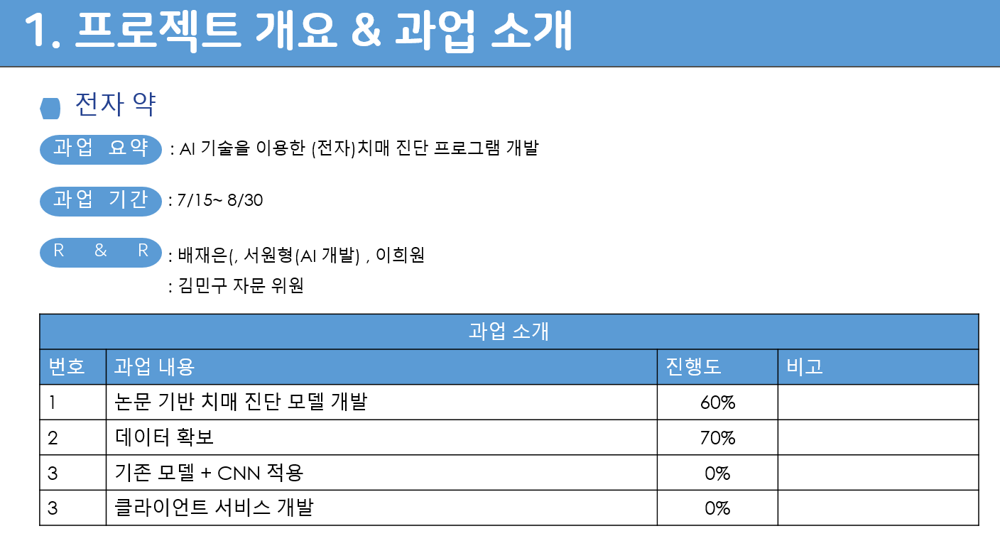 1. 프로젝트 개요 & 과업 소개
전자 약
과업 요약 : AI 기술을 이용한 (전자)치매 진단 프로그램 개발
과업 기간 : 7/15~ 8/30
R & R : 배재은(, 서원형(AI 개발) , 이희원
: 김민구 자문 위원
과업 소개
번호 과업 내용 진행도 비고
1 논문 기반 치매 진단 모델 개발 60%
2 데이터 확보 70%
3 기존 모델 + CNN 적용 0%
3 클라이언트 서비스 개발 0%